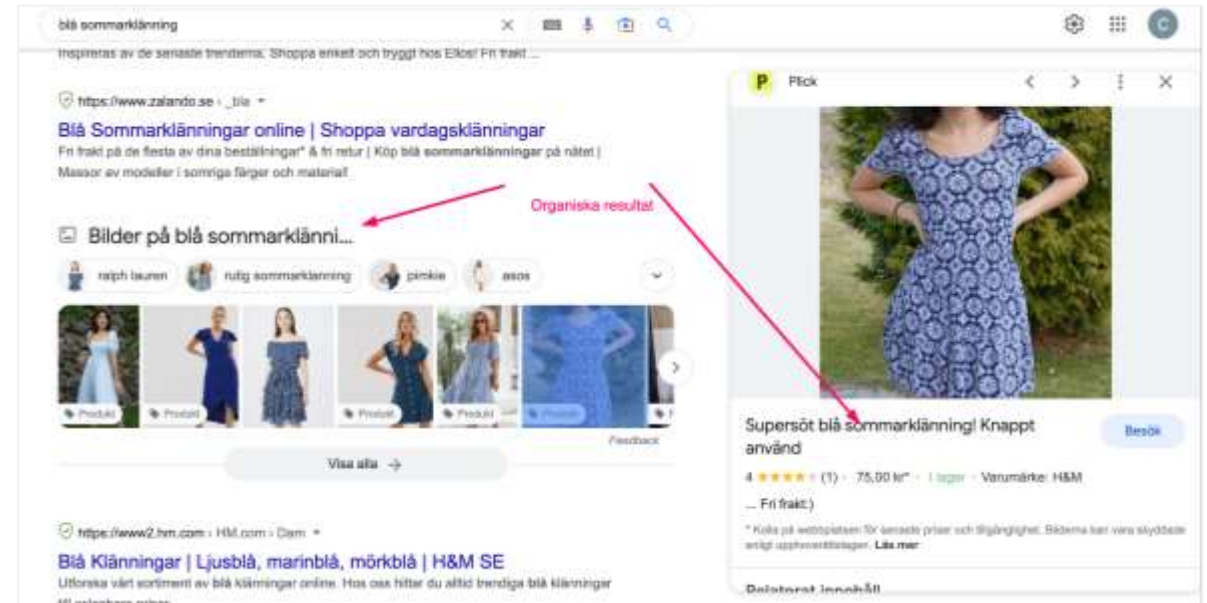 blå sommarklänning
Inspireras av de senaste trenderna. Shoppa enkelt och tryggt hos Ellos! Fri frakt ...
https://www.zalando.se › _bla
Blå Sommarklänningar online | Shoppa vardagsklänningar
Fri frakt på de flesta av dina beställningar* & fri retur | Köp blå sommarklänningar på nätet |
Massor av modeller i somriga färger och material!
Organiska resultat
Bilder på blå sommarklänni...
ralph lauren
rutig sommarklänning
pimkie
asos
Produkt
Produkt
Produkt
Produkt
Produkt
Feedback
Visa alla →
https://www2.hm.com › HM.com › Dam
Blå Klänningar | Ljusblå, marinblå, mörkblå | H&M SE
Utforska vårt sortiment av blå klänningar online. Hos oss hittar du alltid trendiga blå klänningar
C
P Plick
Supersöt blå sommarklänning! Knappt
använd
Besök
4 (1) · 75,00 kr* · I lager · Varumärke: H&M
... Fri frakt:)
* Kolla på webbplatsen för senaste priser och tillgänglighet. Bilderna kan vara skyddade
enligt upphovsrättslagen. Läs mer
Relaterat innehåll